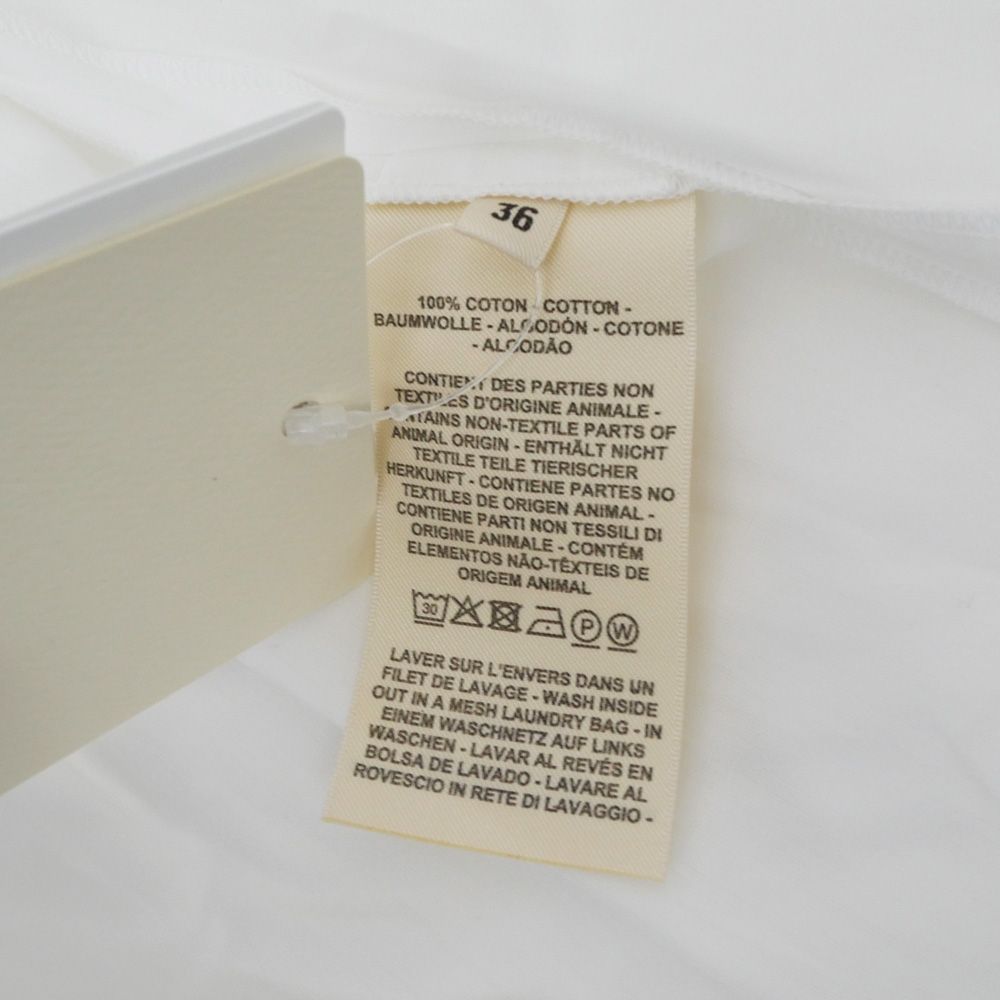 36
100% COTON - COTTON -
BAUMWOLLE - ALGODÓN - COTONE
- ALGODÃO
CONTIENT DES PARTIES NON
TEXTILES D'ORIGINE ANIMALE -
NON-TEXTILE PARTS OF
ANIMAL ORIGIN - ENTHÄLT NICHT
TEXTILE TEILE TIERISCHER
HERKUNFT - CONTIENE PARTES NO
TEXTILES DE ORIGEN ANIMAL -
CONTIENE PARTI NON TESSILI DI
ORIGINE ANIMALE - CONTÉM
ELEMENTOS NÃO-TÊXTEIS DE
ORIGEM ANIMAL
30 P W
LAVER SUR L'ENVERS DANS UN
FILET DE LAVAGE - WASH INSIDE
OUT IN A MESH LAUNDRY BAG - IN
EINEM WASCHNETZ AUF LINKS
WASCHEN - LAVAR AL REVÉS EN
BOLSA DE LAVADO - LAVARE AL
ROVESCIO IN RETE DI LAVAGGIO -